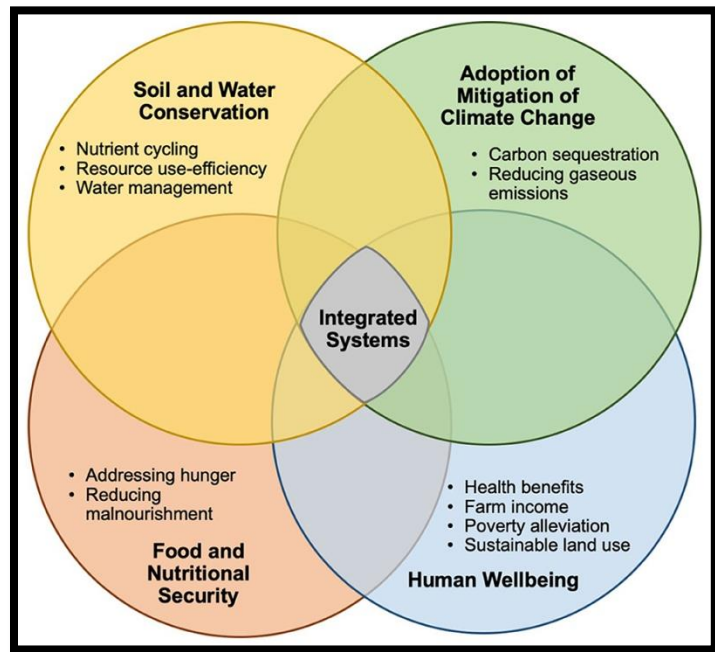 Soil and Water
Conservation
• Nutrient cycling
• Resource use-efficiency
• Water management
Adoption of
Mitigation of
Climate Change
• Carbon sequestration
• Reducing gaseous
emissions
Integrated
Systems
• Addressing hunger
• Reducing
malnourishment
Food and
Nutritional
Security
• Health benefits
• Farm income
• Poverty alleviation
• Sustainable land use
Human Wellbeing